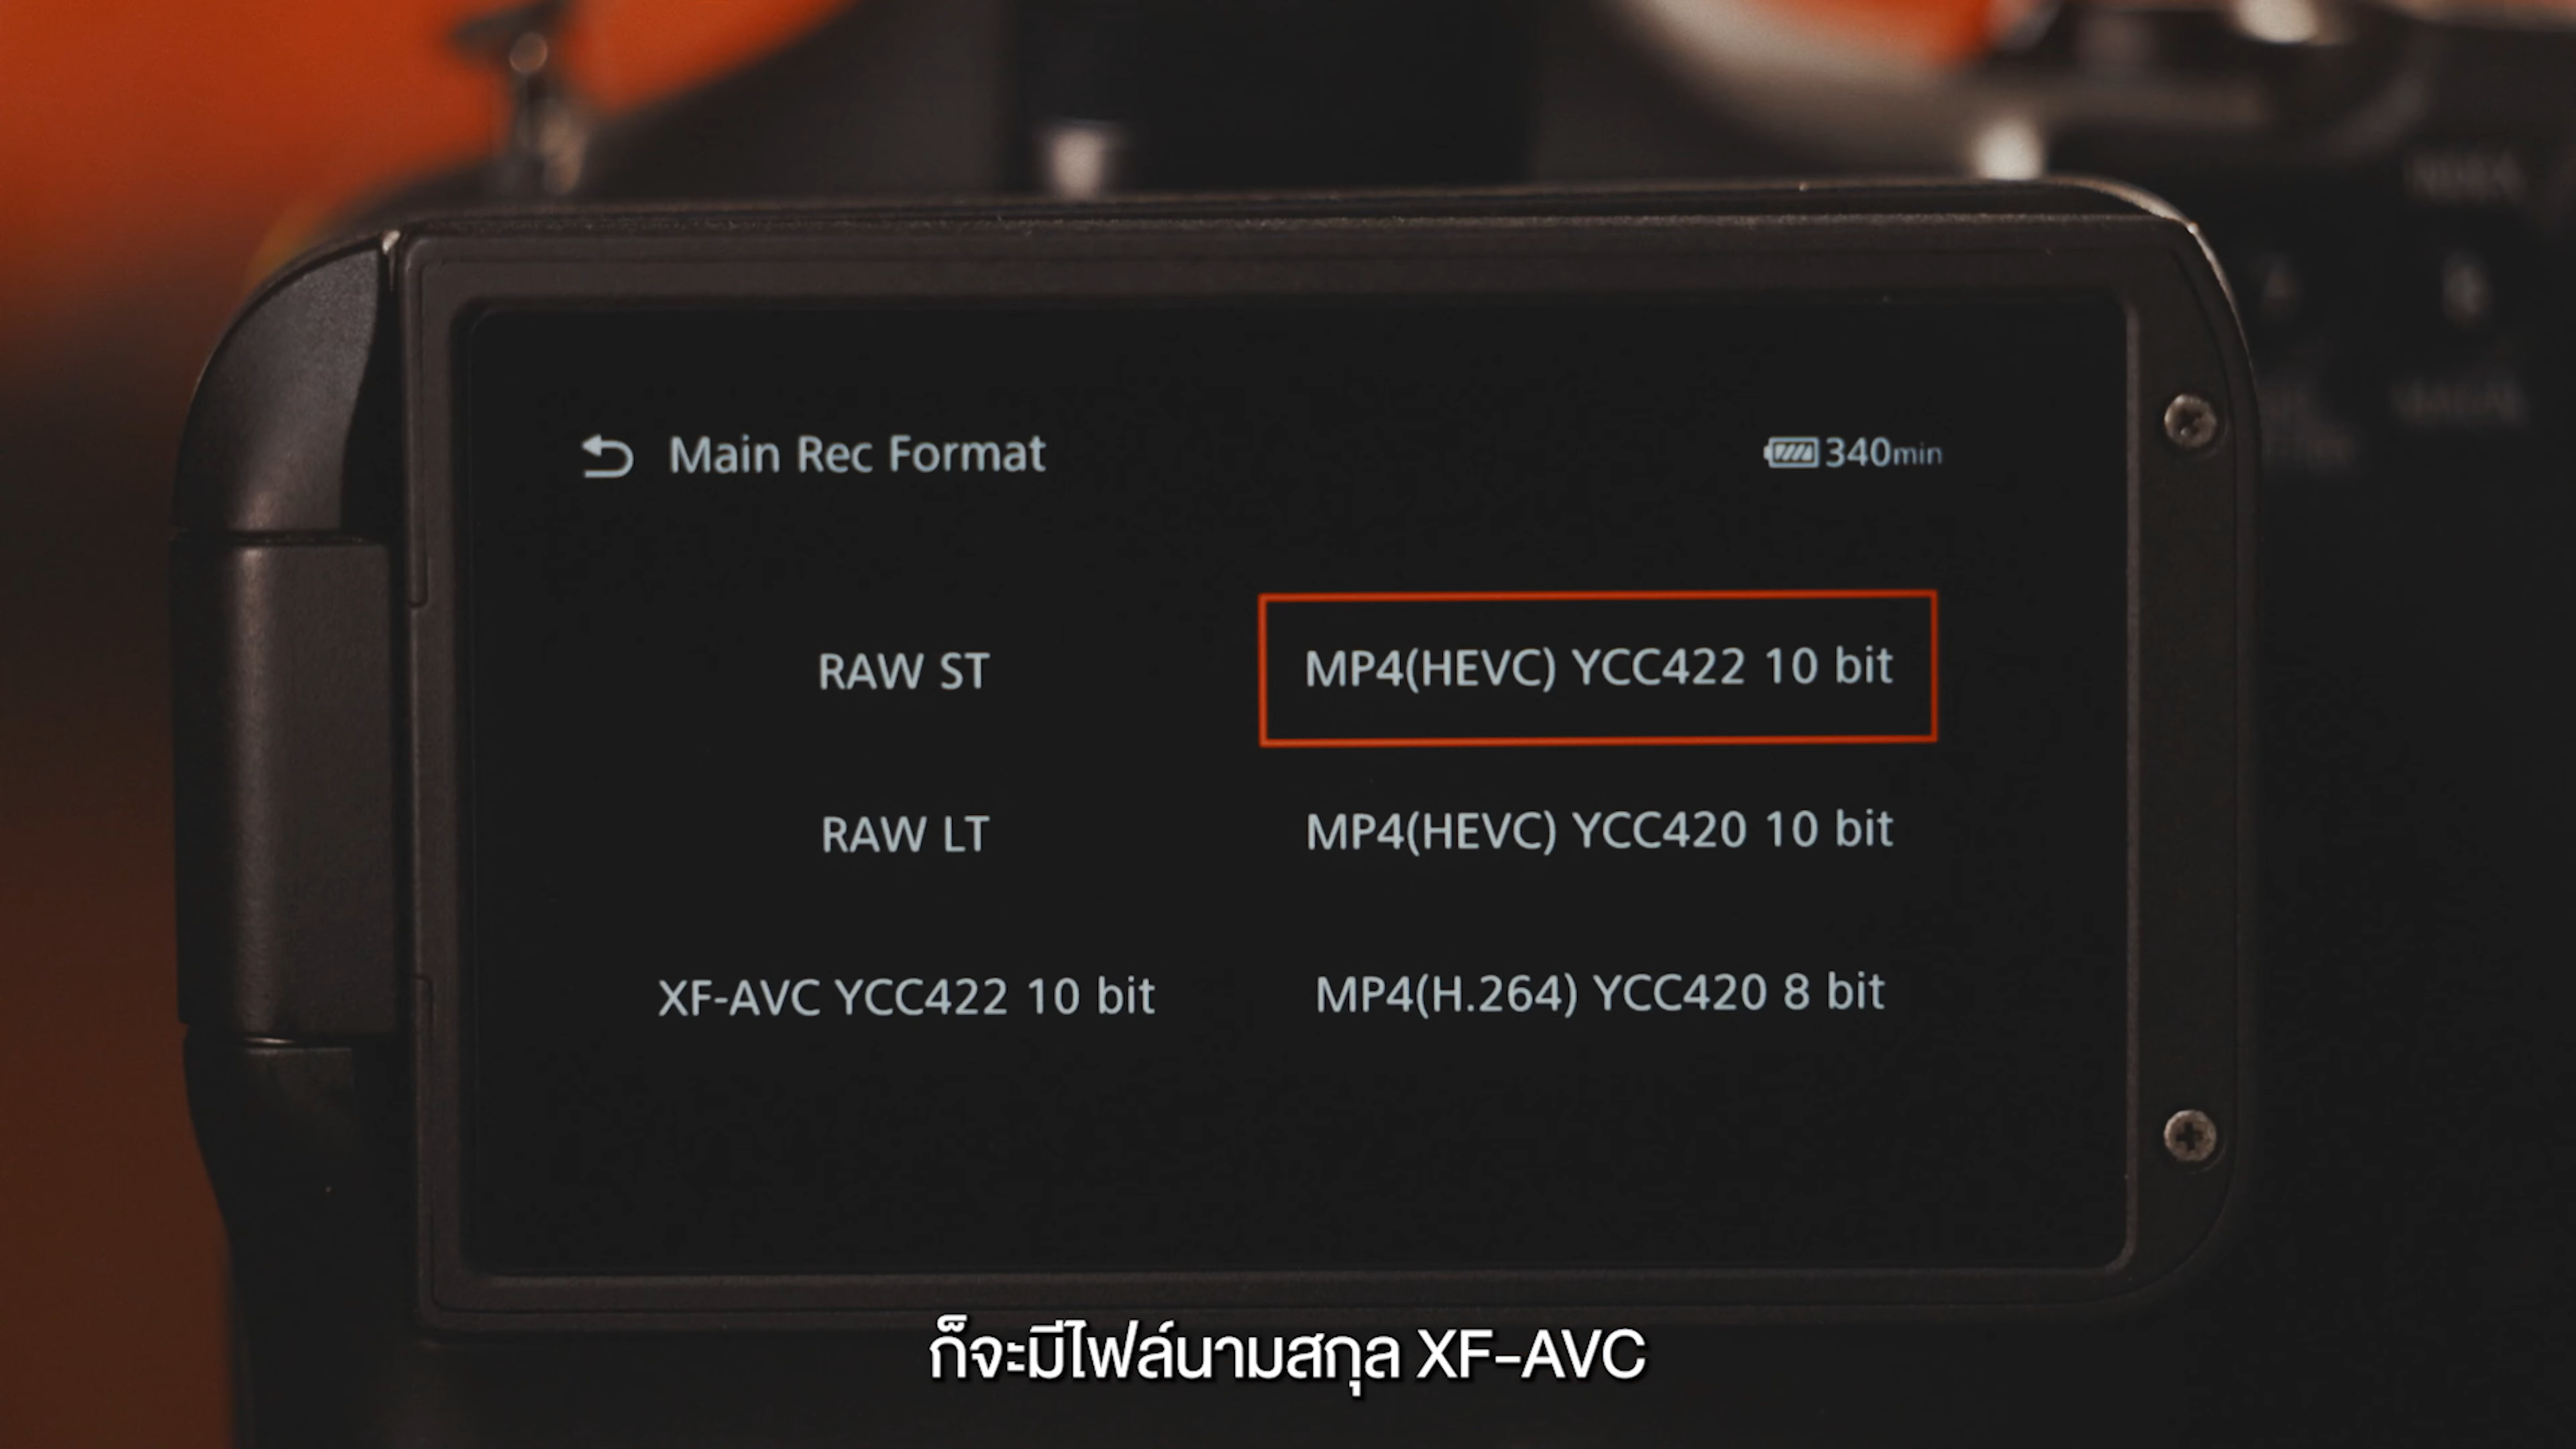 Main Rec Format
340min
RAW ST
MP4(HEVC) YCC422 10 bit
RAW LT
MP4(HEVC) YCC420 10 bit
XF-AVC YCC422 10 bit
MP4(H.264) YCC420 8 bit
ก็จะมีไฟล์นามสกุล XF-AVC